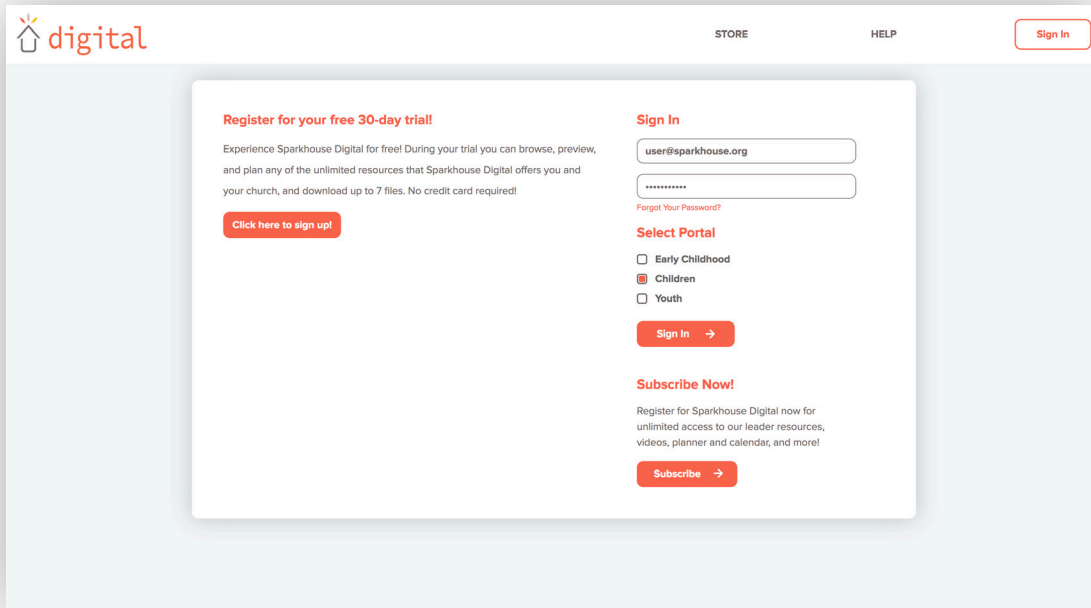 digital
STORE
HELP
Sign In
Register for your free 30-day trial!
Experience Sparkhouse Digital for free! During your trial you can browse, preview,
and plan any of the unlimited resources that Sparkhouse Digital offers you and
your church, and download up to 7 files. No credit card required!
Click here to sign up!
Sign In
user@sparkhouse.org
•••••••••••
Forgot Your Password?
Select Portal
Early Childhood
Children
Youth
Sign In
Subscribe Now!
Register for Sparkhouse Digital now for
unlimited access to our leader resources,
videos, planner and calendar, and more!
Subscribe